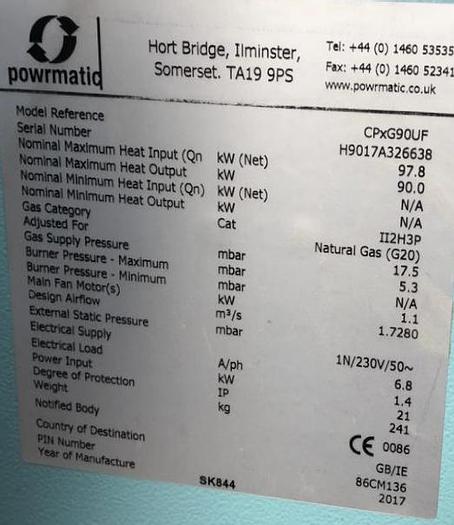 powrmatic
Hort Bridge, Ilminster,
Somerset. TA19 9PS
Tel: +44 (0) 1460 53535
Fax: +44 (0) 1460 52341
www.powrmatic.co.uk
Model Reference CPxG90UF
Serial Number H9017A326638
Nominal Maximum Heat Input (Qn kW (Net) 97.8
Nominal Maximum Heat Output kW 90.0
Nominal Minimum Heat Input (Qn) kW (Net) N/A
Nominal Minimum Heat Output kW N/A
Gas Category Cat II2H3P
Adjusted For Natural Gas (G20)
Gas Supply Pressure mbar 17.5
Burner Pressure - Maximum mbar 5.3
Burner Pressure - Minimum mbar N/A
Main Fan Motor(s) kW 1.1
Design Airflow m³/s 1.7280
External Static Pressure mbar
Electrical Supply 1N/230V/50~
Electrical Load A/ph 6.8
Power Input kW 1.4
Degree of Protection IP 21
Weight kg 241
Notified Body CE 0086
Country of Destination GB/IE
PIN Number 86CM136
Year of Manufacture 2017
SK844